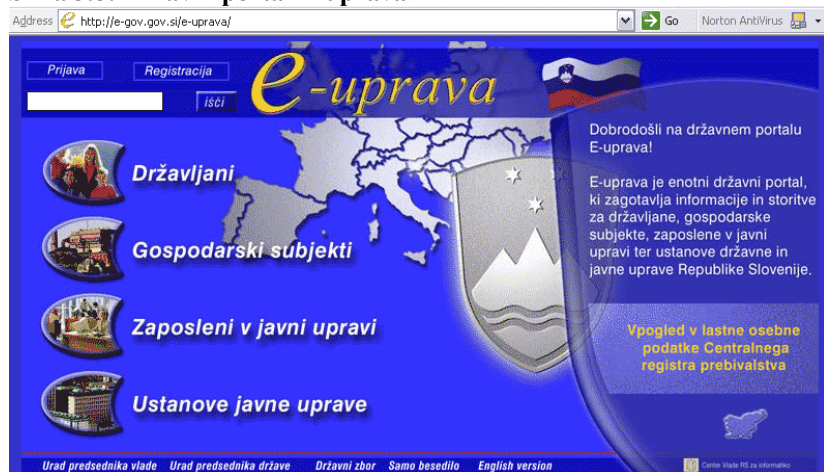 Address http://e-gov.gov.si/e-uprava/ Go Norton AntiVirus
Prijava Registracija
išči
e-uprava
Državljani
Gospodarski subjekti
Zaposleni v javni upravi
Ustanove javne uprave
Dobrodošli na državnem portalu
E-uprava!
E-uprava je enotni državni portal,
ki zagotavlja informacije in storitve
za državljane, gospodarske
subjekte, zaposlene v javni
upravi ter ustanove državne in
javne uprave Republike Slovenije.
Vpogled v lastne osebne
podatke Centralnega
registra prebivalstva
Urad predsednika vlade Urad predsednika države Državni zbor Samo besedilo English version
Center Vlade RS za informatiko